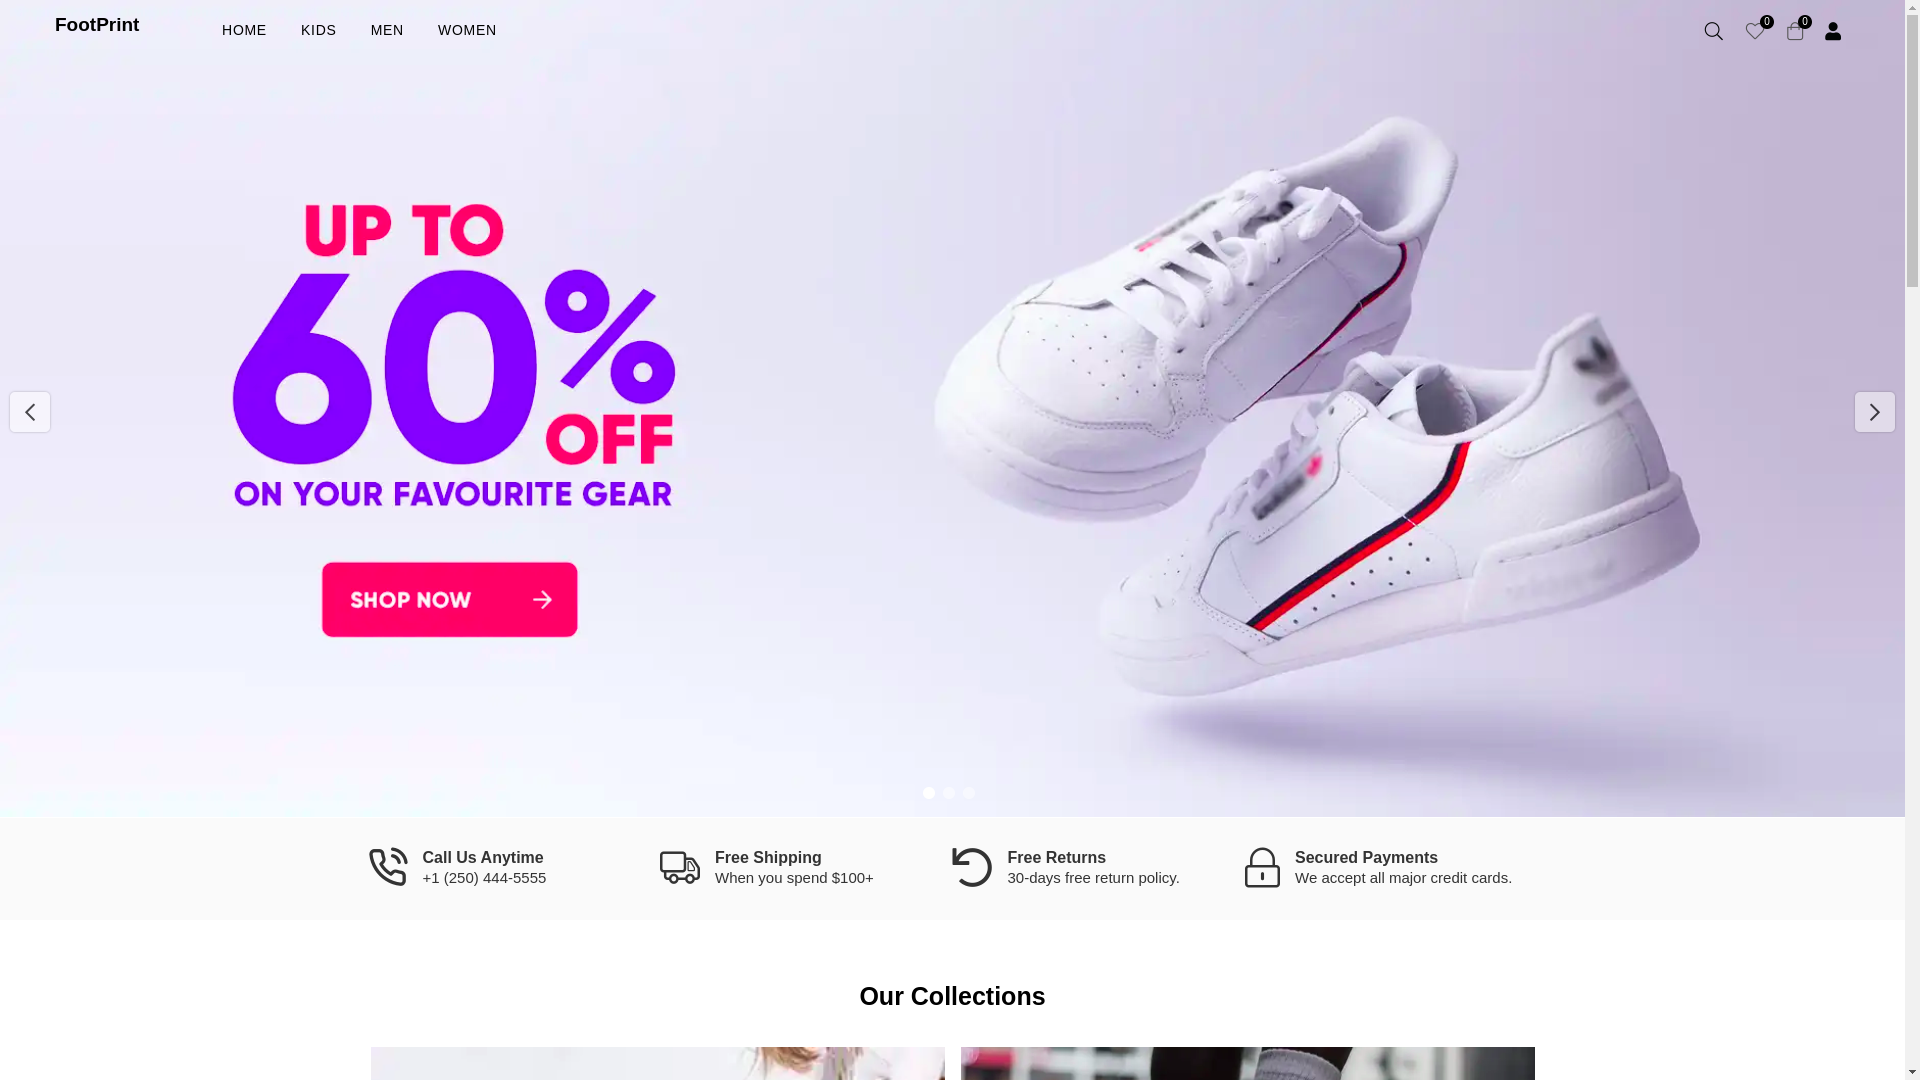 FootPrint
HOME KIDS MEN WOMEN
0 0
UP TO
60%
OFF
ON YOUR FAVOURITE GEAR
SHOP NOW
Call Us Anytime
+1 (250) 444-5555
Free Shipping
When you spend $100+
Free Returns
30-days free return policy.
Secured Payments
We accept all major credit cards.
Our Collections